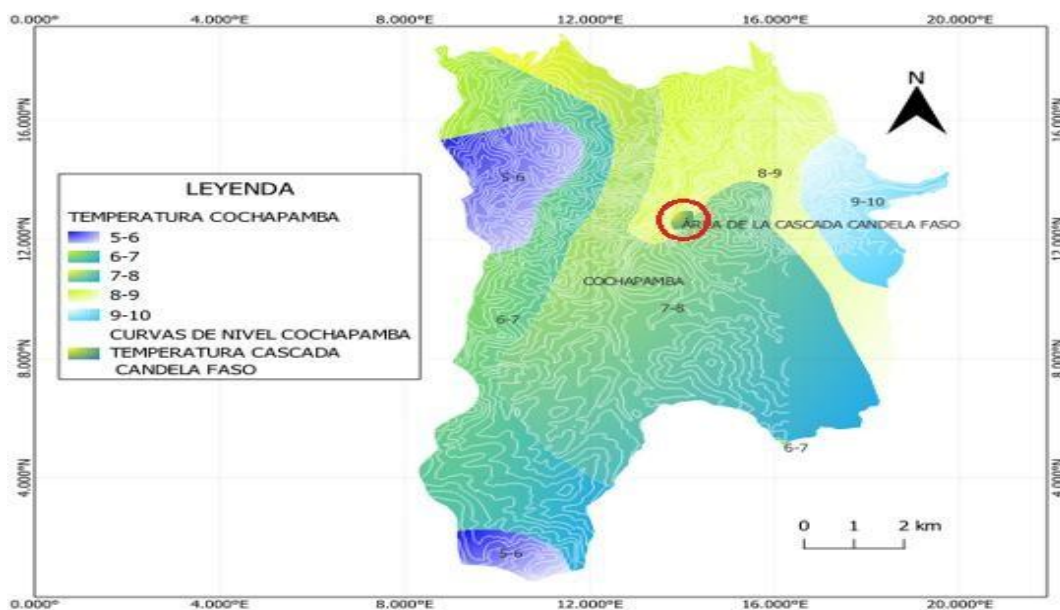 0.000°
4.000°E
8.000°E
12.000°E
16.000°E
20.000°E
N
16.000°N
16.000°N
5-6
8-9
9-10
LEYENDA
TEMPERATURA COCHAPAMBA
5-6
6-7
7-8
8-9
9-10
CURVAS DE NIVEL COCHAPAMBA
TEMPERATURA CASCADA
CANDELA FASO
12.000°N
12.000°N
ÁREA DE LA CASCADA CANDELA FASO
COCHAPAMBA
7-8
6-7
8.000°N
8.000°N
6-7
4.000°N
4.000°N
0 1 2 km
5-6
0.000°
4.000°E
8.000°E
12.000°E
16.000°E
20.000°E